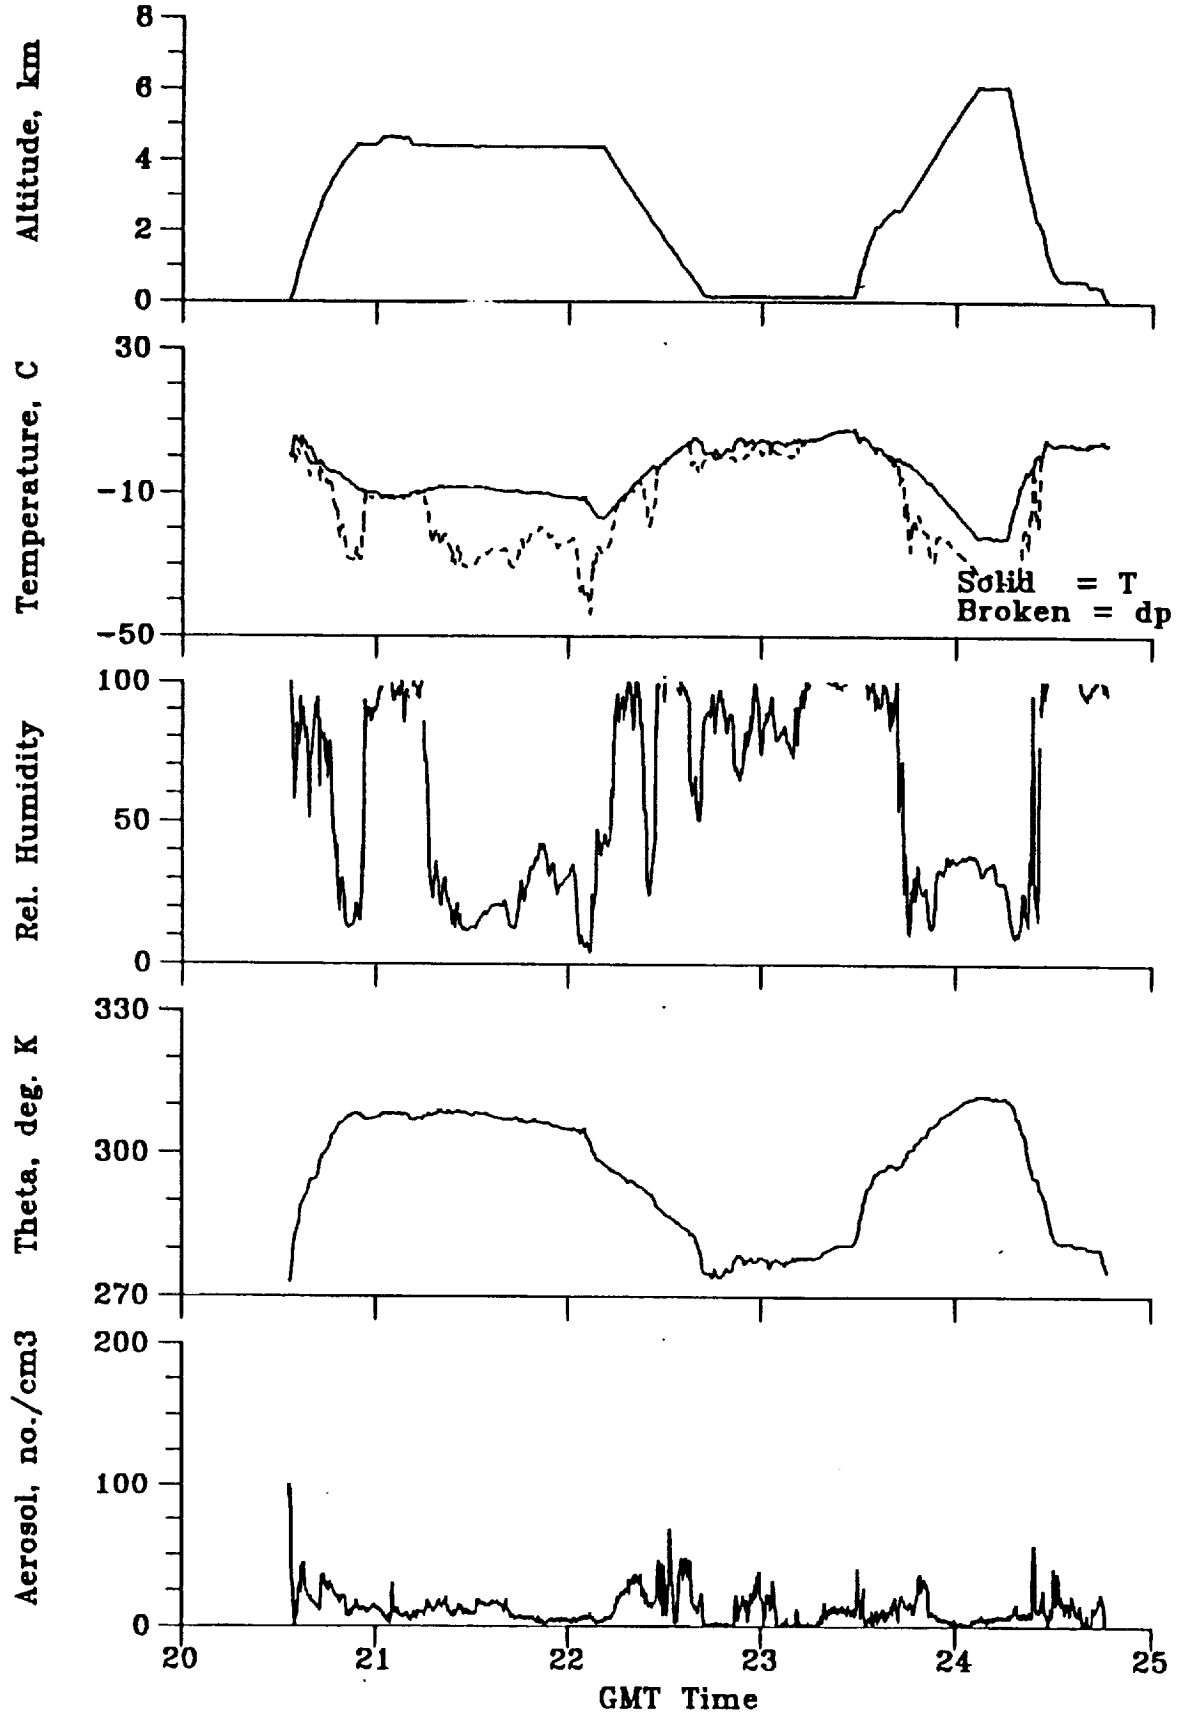 Altitude, km
8
6
4
2
0
Temperature, C
30
-10
-50
Solid = T
Broken = dp
Rel. Humidity
100
50
0
Theta, deg. K
330
300
270
Aerosol, no./cm3
200
100
0
20 21 22 23 24 25
GMT Time